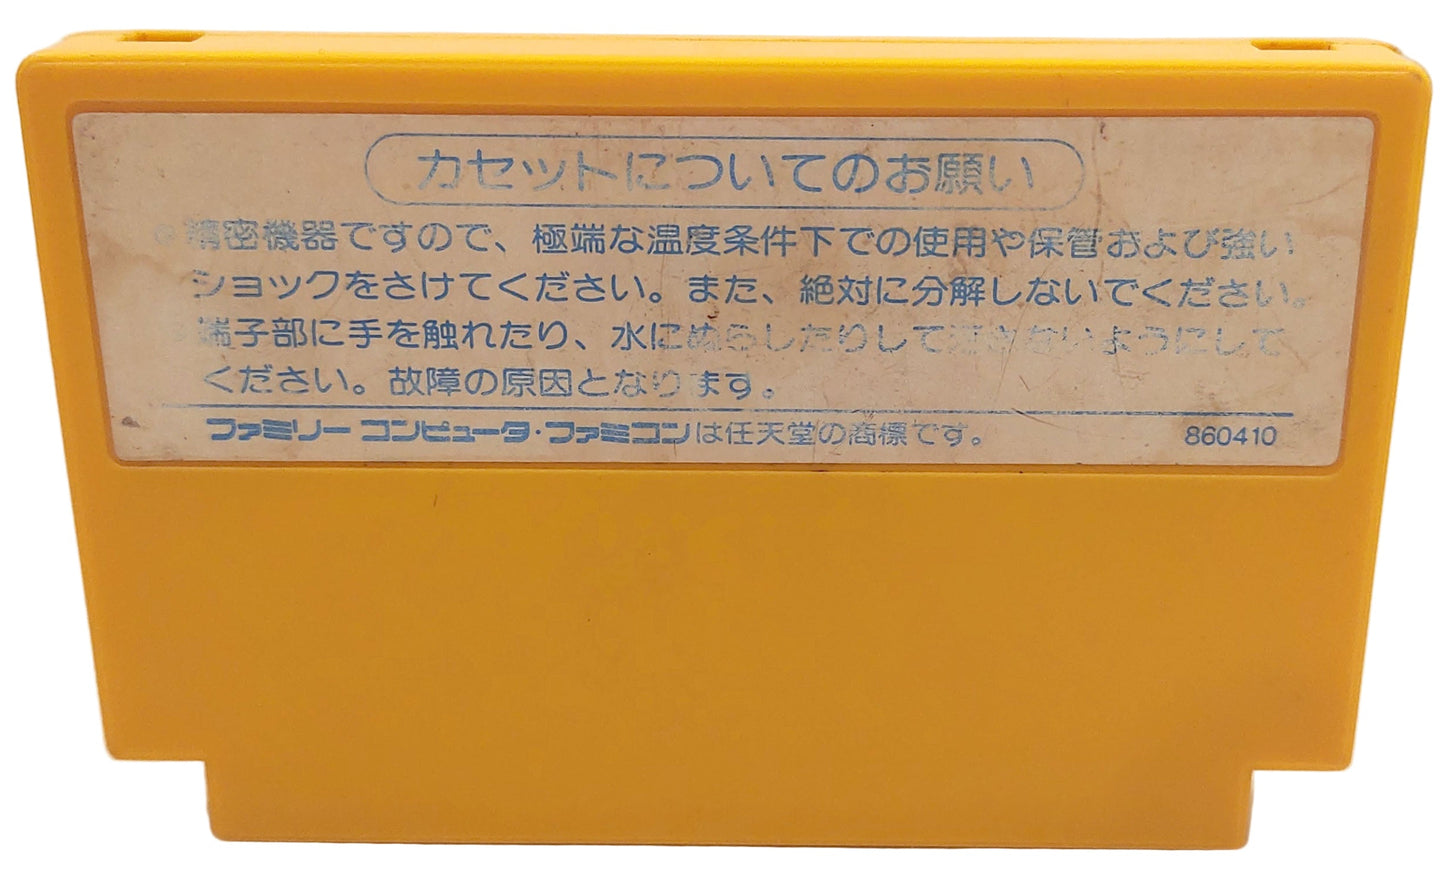 カセットについてのお願い
●精密機器ですので、極端な温度条件下での使用や保管および強い
ショックをさけてください。また、絶対に分解しないでください。
●端子部に手を触れたり、水にぬらしたりして汚さないようにして
ください。故障の原因となります。
ファミリーコンピュータ・ファミコンは任天堂の商標です。 860410